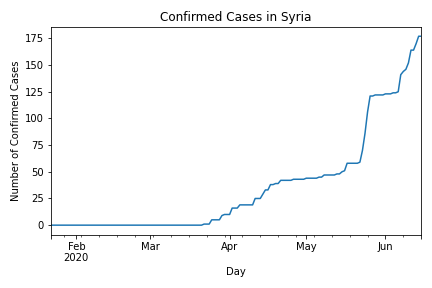 Confirmed Cases in Syria
Number of Confirmed Cases
175
150
125
100
75
50
25
0
Feb
2020
Mar
Apr
May
Jun
Day